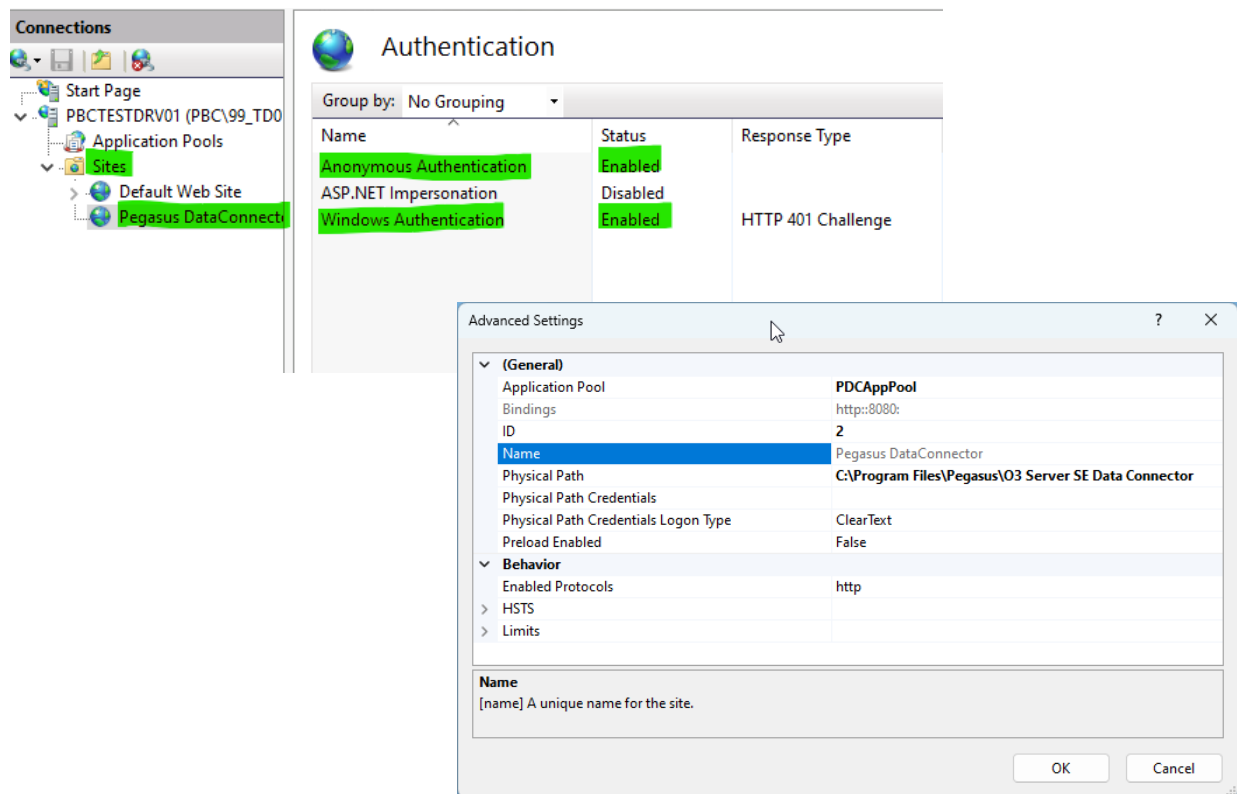 Connections
Start Page
PBCTESTDRV01 (PBC\99_TD0
Application Pools
Sites
Default Web Site
Pegasus DataConnect
Authentication
Group by: No Grouping
Name Status Response Type
Anonymous Authentication Enabled
ASP.NET Impersonation Disabled
Windows Authentication Enabled HTTP 401 Challenge
Advanced Settings ?
(General)
Application Pool PDCAppPool
Bindings http::8080:
ID 2
Name Pegasus DataConnector
Physical Path C:\Program Files\Pegasus\O3 Server SE Data Connector
Physical Path Credentials
Physical Path Credentials Logon Type ClearText
Preload Enabled False
Behavior
Enabled Protocols http
HSTS
Limits
Name
[name] A unique name for the site.
OK Cancel